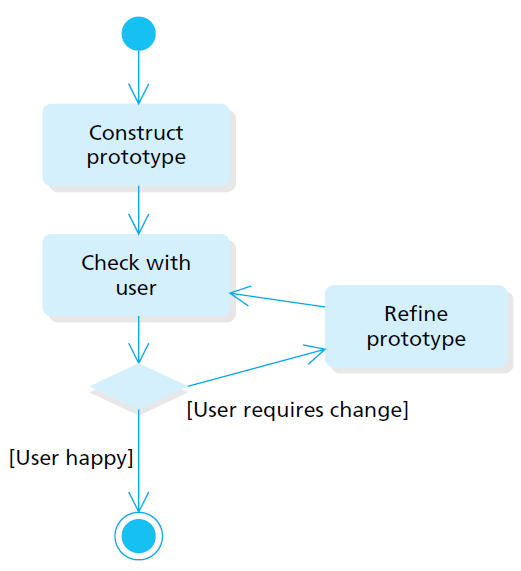 Construct
prototype
Check with
user
Refine
prototype
[User requires change]
[User happy]